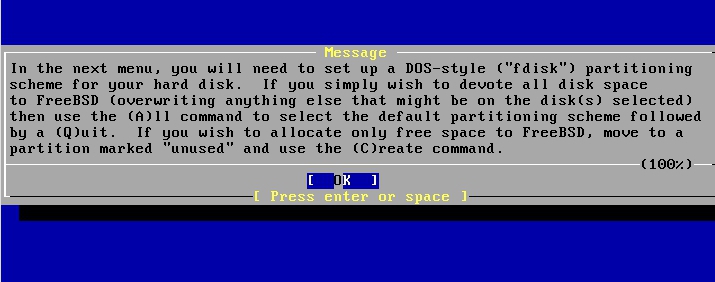 Message
In the next menu, you will need to set up a DOS-style ("fdisk") partitioning
scheme for your hard disk.  If you simply wish to devote all disk space
to FreeBSD (overwriting anything else that might be on the disk(s) selected)
then use the (A)ll command to select the default partitioning scheme followed
by a (Q)uit.  If you wish to allocate only free space to FreeBSD, move to a
partition marked "unused" and use the (C)reate command.
(100%)
[  OK  ]
[ Press enter or space ]